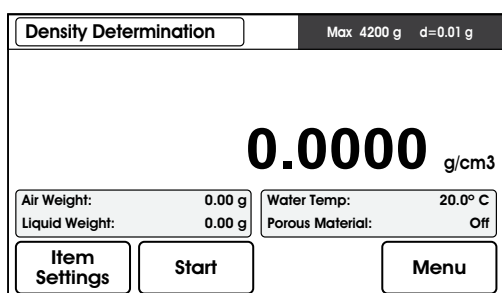 Density Determination
Max 4200 g d=0.01 g
0.0000 g/cm3
Air Weight: 0.00 g
Liquid Weight: 0.00 g
Water Temp: 20.0º C
Porous Material: Off
Item Settings
Start
Menu